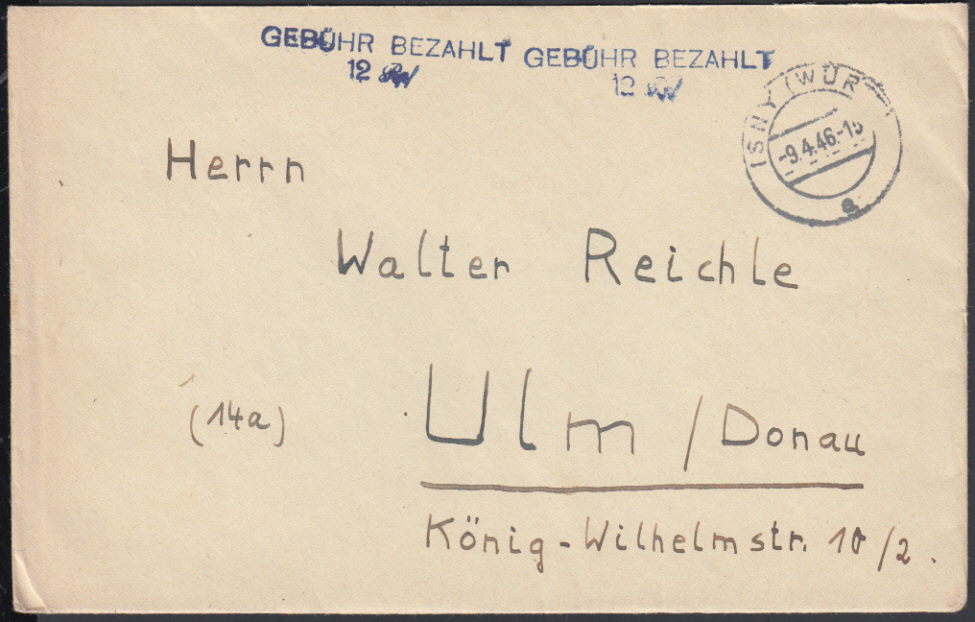 GEBÜHR BEZAHLT GEBÜHR BEZAHLT
12 Rpf 12 Rpf
ISNY (WÜR
-9.4.46.-15
a
Herrn
Walter Reichle
(14a) Ulm / Donau
König-Wilhelmstr. 10/2.